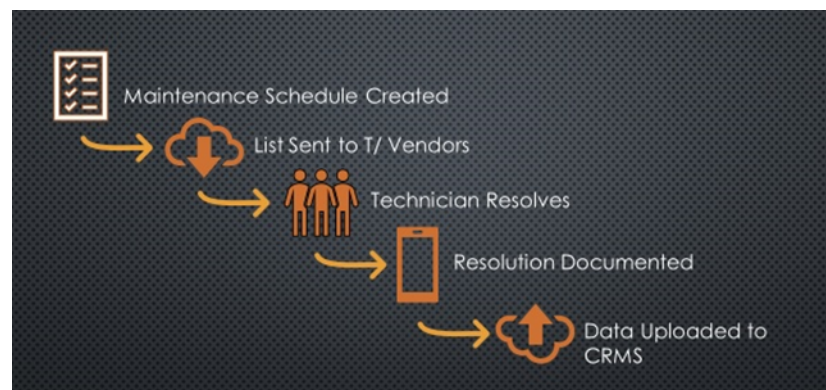 Maintenance Schedule Created
List Sent to T/ Vendors
Technician Resolves
Resolution Documented
Data Uploaded to
CRMS